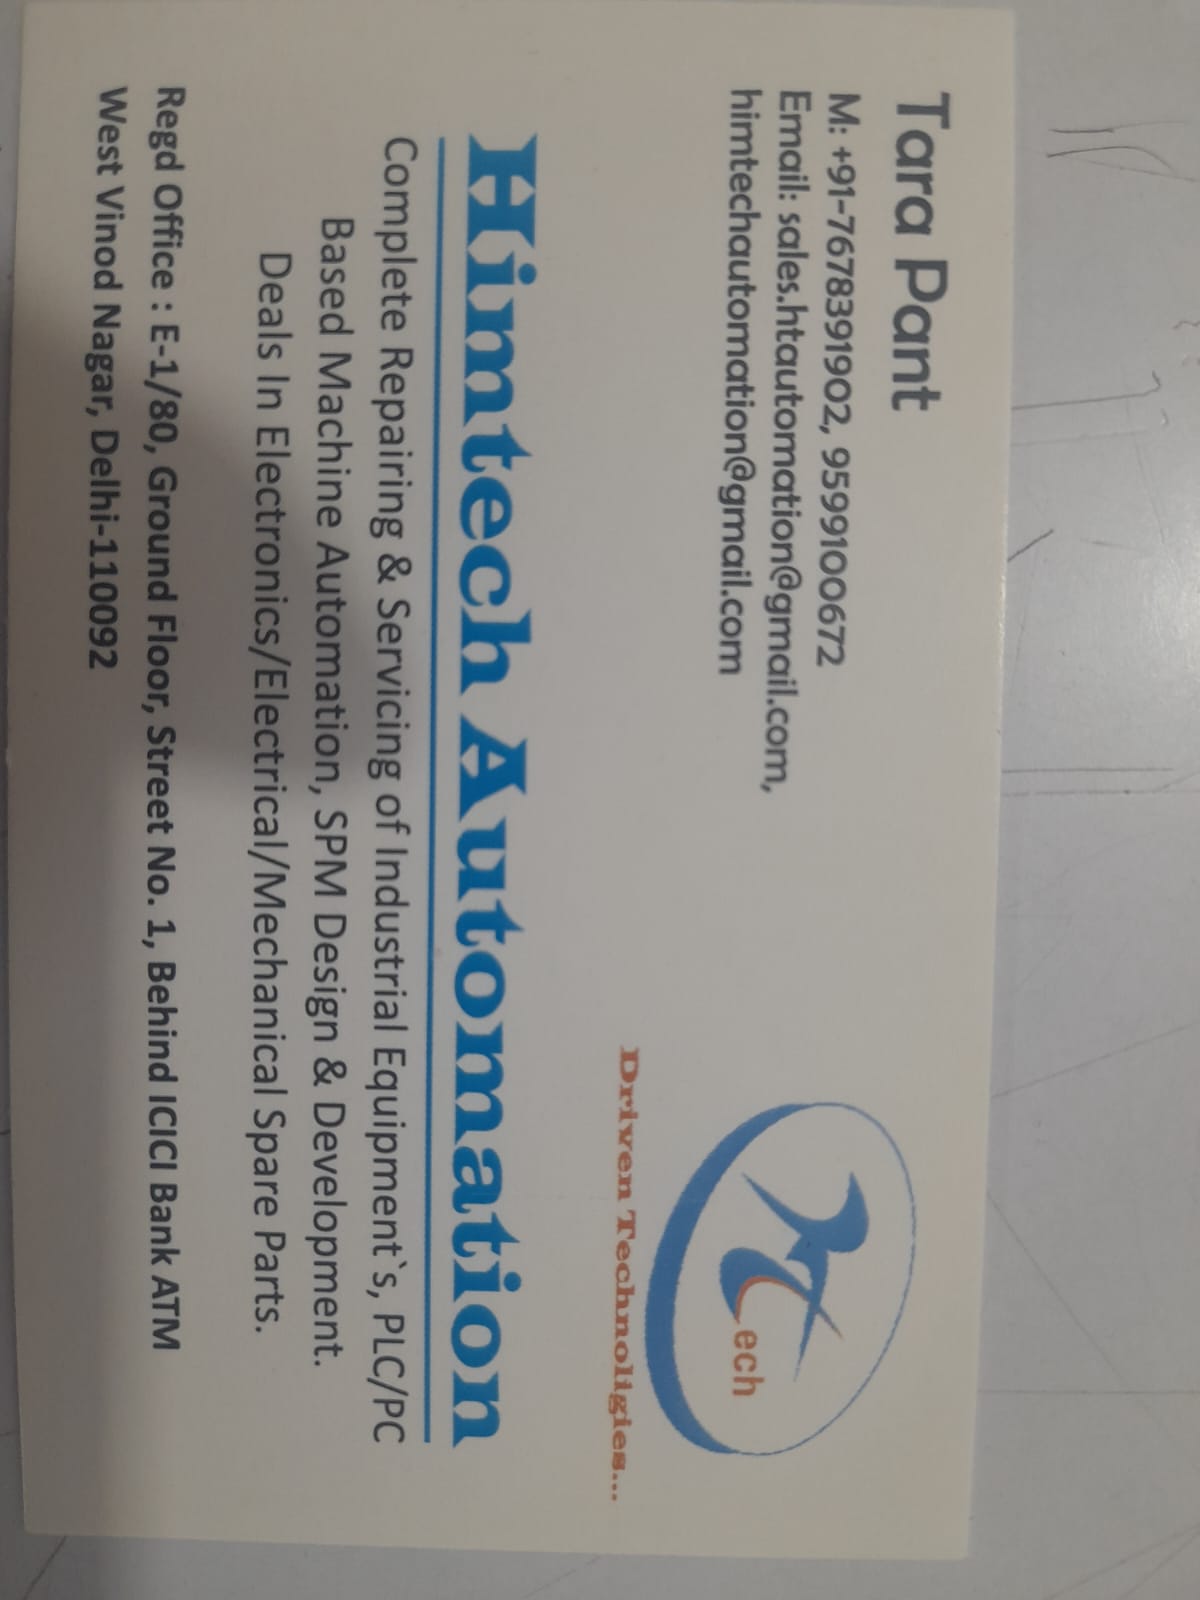 Tara Pant
M: +91-7678391902, 9599100672
Email: sales.htautomation@gmail.com,
himtechautomation@gmail.com
HTech
Driven Technoligies...
Himtech Automation
Complete Repairing & Servicing of Industrial Equipment`s, PLC/PC
Based Machine Automation, SPM Design & Development.
Deals In Electronics/Electrical/Mechanical Spare Parts.
Regd Office : E-1/80, Ground Floor, Street No. 1, Behind ICICI Bank ATM
West Vinod Nagar, Delhi-110092